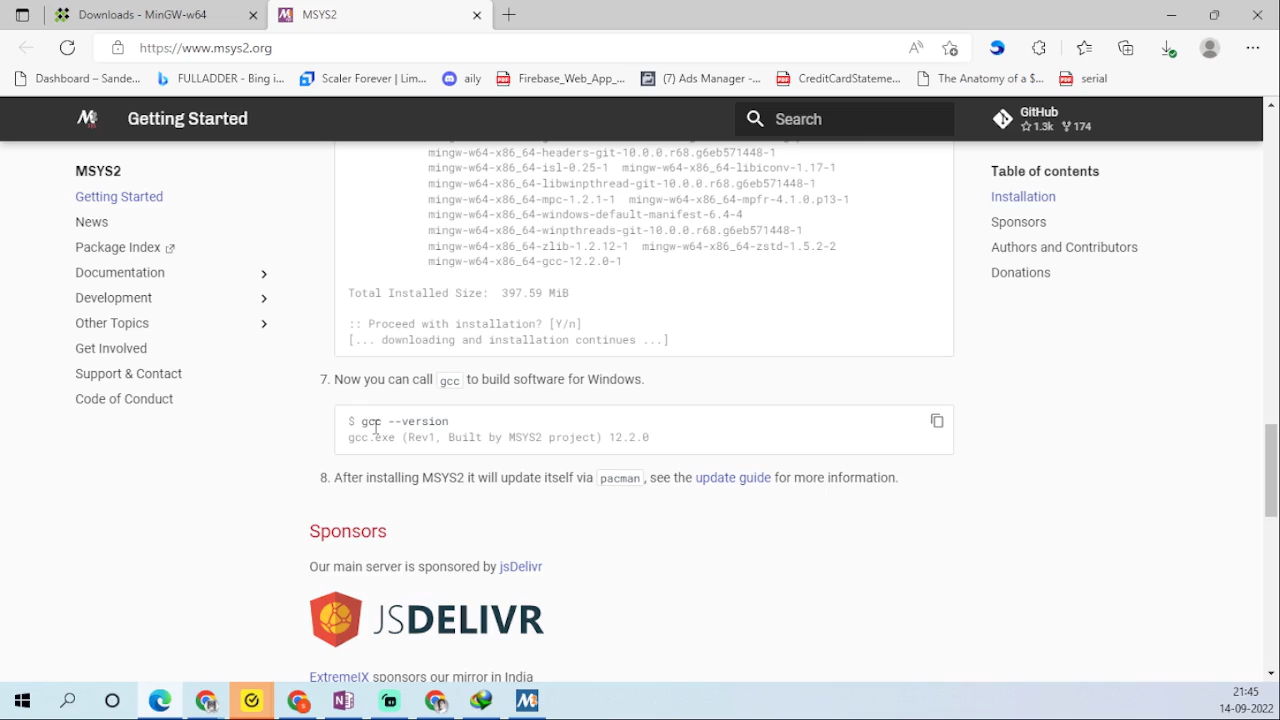 Downloads - MinGW-w64
MSYS2
https://www.msys2.org
Dashboard – Sande...
FULLADDER - Bing i...
Scaler Forever | Lim...
aily
Firebase_Web_App_...
(7) Ads Manager -...
CreditCardStateme...
The Anatomy of a $...
serial
Getting Started
Search
GitHub
1.3k 174
MSYS2
Getting Started
News
Package Index
Documentation
Development
Other Topics
Get Involved
Support & Contact
Code of Conduct
mingw-w64-x86_64-headers-git-10.0.0.r68.g6eb571448-1
mingw-w64-x86_64-isl-0.25-1 mingw-w64-x86_64-libiconv-1.17-1
mingw-w64-x86_64-libwinpthread-git-10.0.0.r68.g6eb571448-1
mingw-w64-x86_64-mpc-1.2.1-1 mingw-w64-x86_64-mpfr-4.1.0.p13-1
mingw-w64-x86_64-windows-default-manifest-6.4-4
mingw-w64-x86_64-winpthreads-git-10.0.0.r68.g6eb571448-1
mingw-w64-x86_64-zlib-1.2.12-1 mingw-w64-x86_64-zstd-1.5.2-2
mingw-w64-x86_64-gcc-12.2.0-1
Total Installed Size: 397.59 MiB
:: Proceed with installation? [Y/n]
[... downloading and installation continues ...]
7. Now you can call gcc to build software for Windows.
$ gcc --version
gcc.exe (Rev1, Built by MSYS2 project) 12.2.0
8. After installing MSYS2 it will update itself via pacman, see the update guide for more information.
Sponsors
Our main server is sponsored by jsDelivr
JSDELIVR
ExtremeIX sponsors our mirror in India
Table of contents
Installation
Sponsors
Authors and Contributors
Donations
21:45
14-09-2022